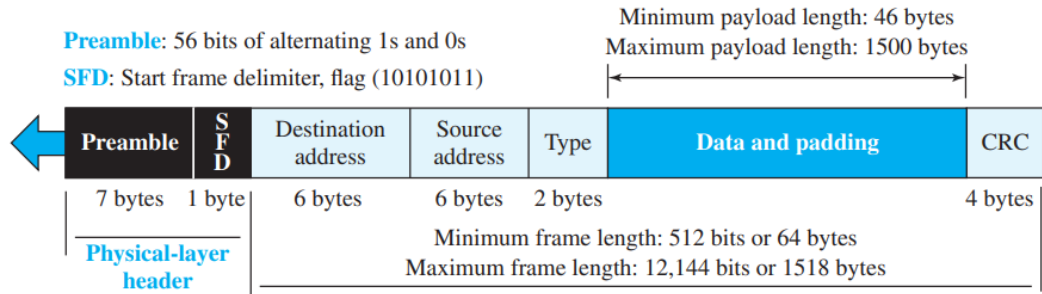 Minimum payload length: 46 bytes
Preamble: 56 bits of alternating 1s and 0s
Maximum payload length: 1500 bytes
SFD: Start frame delimiter, flag (10101011)
Preamble
S
F
D
Destination
address
Source
address
Type
Data and padding
CRC
7 bytes
1 byte
6 bytes
6 bytes
2 bytes
4 bytes
Physical-layer
header
Minimum frame length: 512 bits or 64 bytes
Maximum frame length: 12,144 bits or 1518 bytes